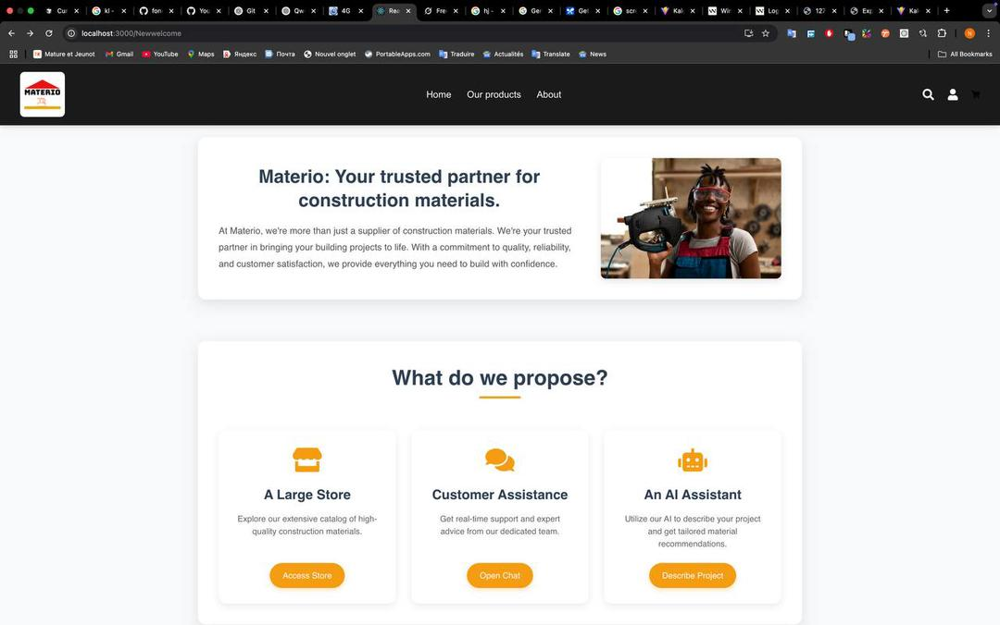 Cur
kl -
for
You
Git
Qw
4G
Rea
Fre
hj -
Ger
Gel
scr
Kal
Wir
Log
127
Exp
Kal
localhost:3000/Newwelcome
Mature et Jeunot
Gmail
YouTube
Maps
Яндекс
Почта
Nouvel onglet
PortableApps.com
Traduire
Actualités
Translate
News
All Bookmarks
MATERIO
Home
Our products
About
Materio: Your trusted partner for
construction materials.
At Materio, we're more than just a supplier of construction materials. We're your trusted
partner in bringing your building projects to life. With a commitment to quality, reliability,
and customer satisfaction, we provide everything you need to build with confidence.
What do we propose?
A Large Store
Explore our extensive catalog of high-
quality construction materials.
Access Store
Customer Assistance
Get real-time support and expert
advice from our dedicated team.
Open Chat
An AI Assistant
Utilize our AI to describe your project
and get tailored material
recommendations.
Describe Project